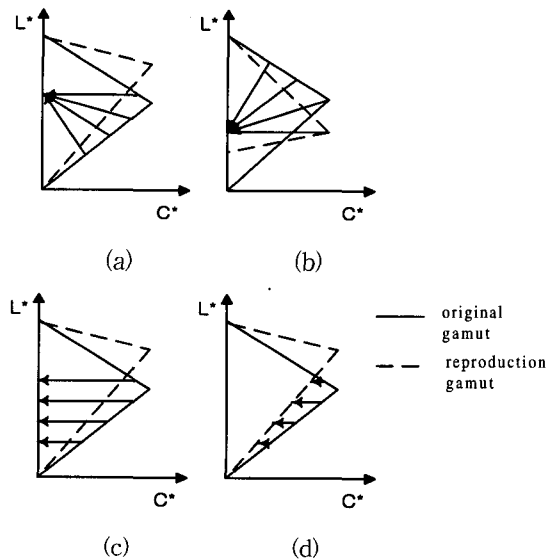 L* L*
C* C*
(a) (b)
L* L*
original
gamut
reproduction
gamut
C* C*
(c) (d)